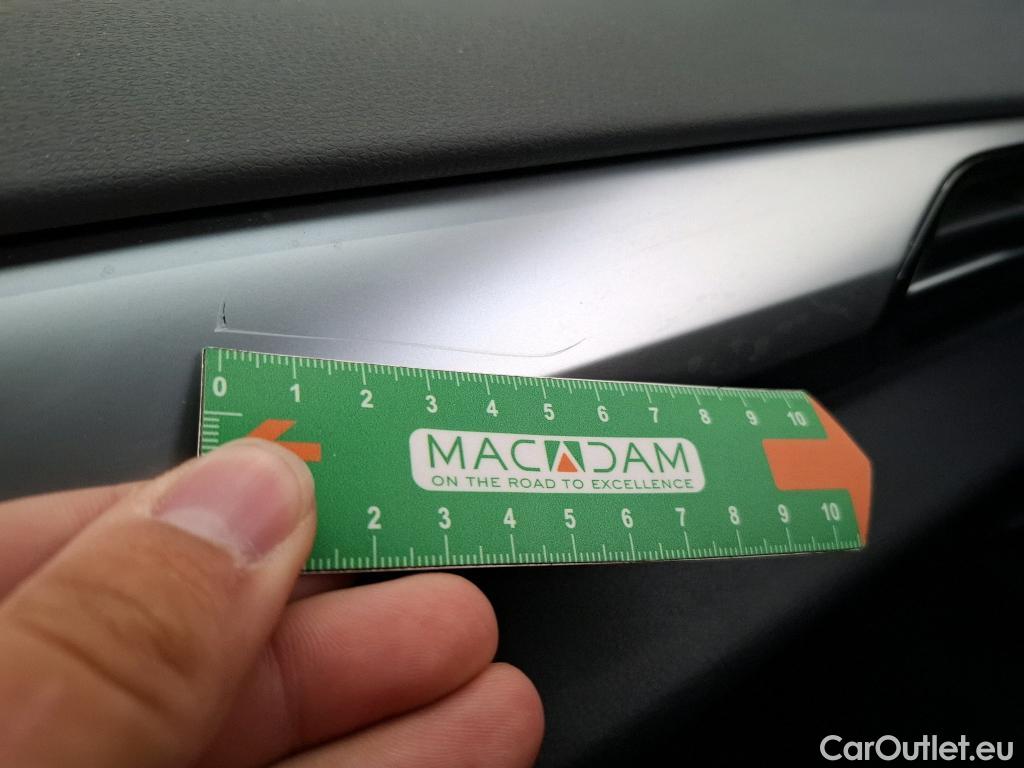 0 1 2 3 4 5 6 7 8 9 10
MACADAM
ON THE ROAD TO EXCELLENCE
2 3 4 5 6 7 8 9 10
CarOutlet.eu